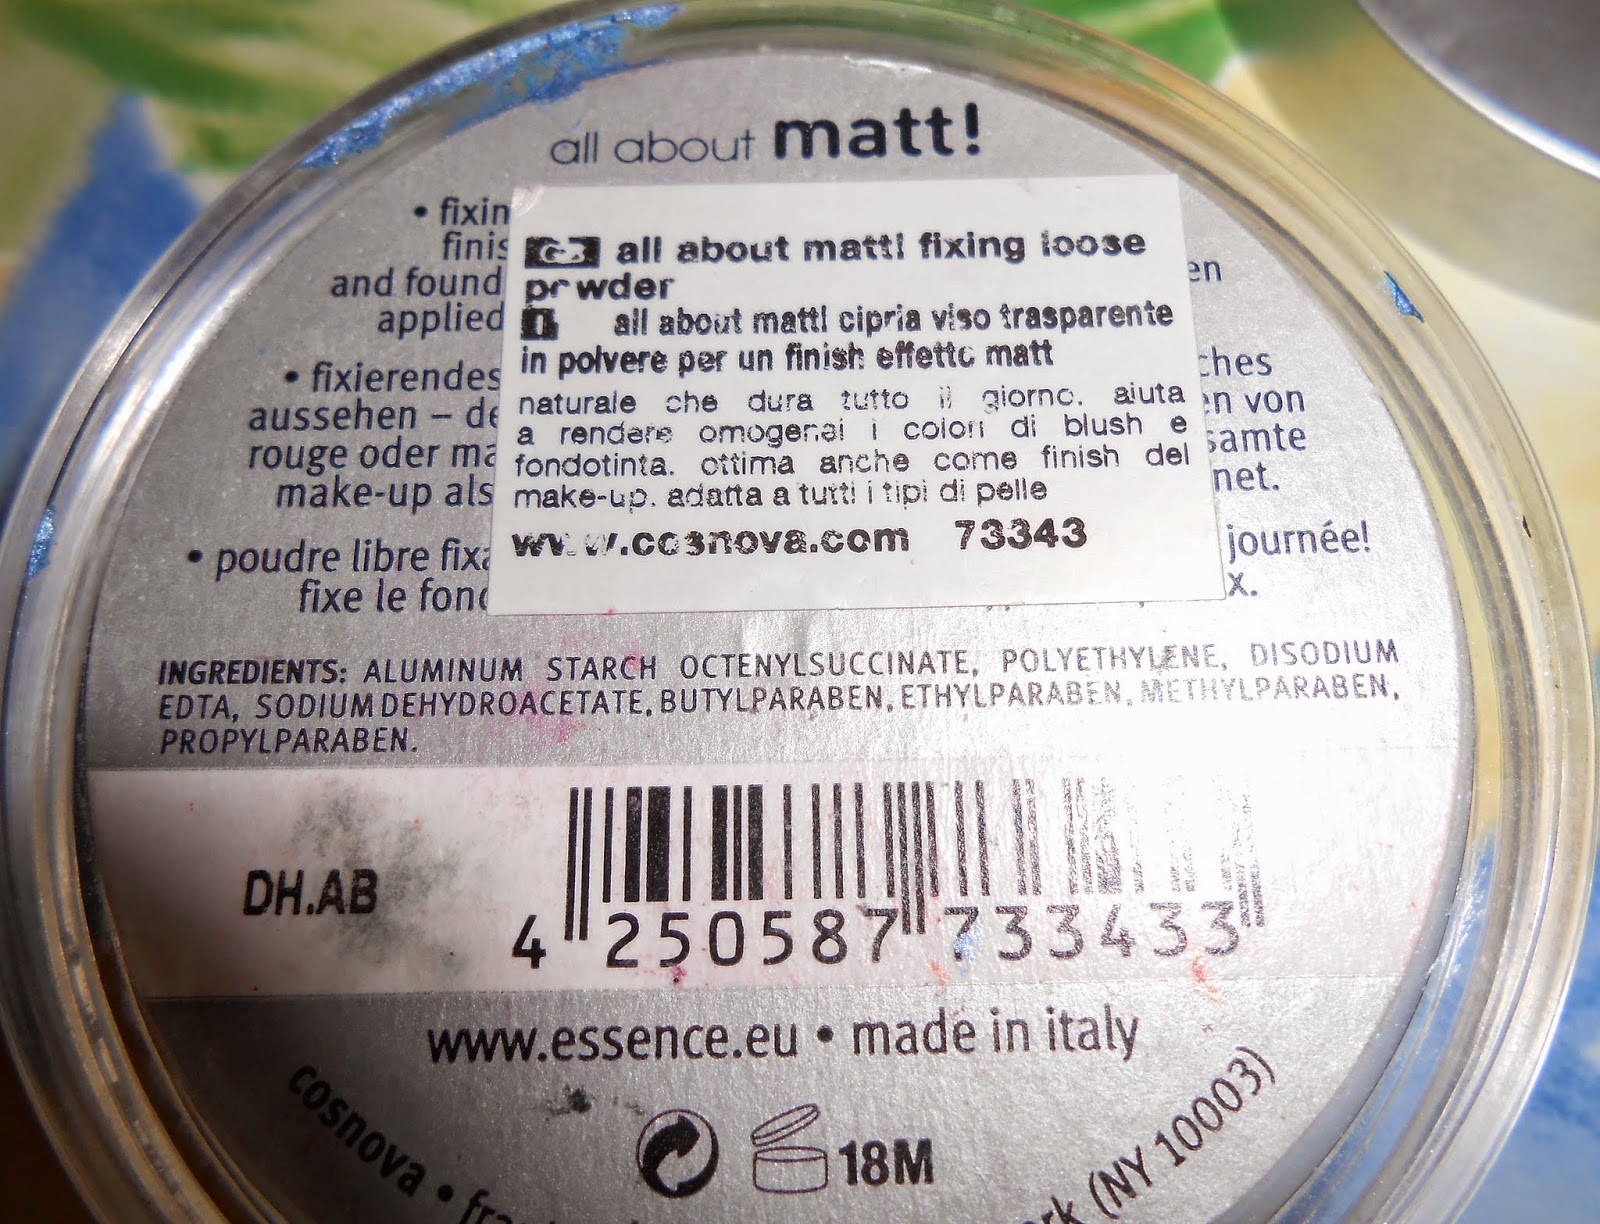 all about matt!
• fixin
finis
and found
applied
en
GB all about matt! fixing loose
powder
I all about matt! cipria viso trasparente
in polvere per un finish effetto matt
naturale che dura tutto il giorno. aiuta
a rendere omogenei i colori di blush e
fondotinta. ottima anche come finish del
make-up. adatta a tutti i tipi di pelle
www.cosnova.com 73343
• fixierendes
aussehen – de
rouge oder ma
make-up als
ches
en von
samte
net.
• poudre libre fixa
fixe le fond
journée!
x.
INGREDIENTS: ALUMINUM STARCH OCTENYLSUCCINATE, POLYETHYLENE, DISODIUM
EDTA, SODIUM DEHYDROACETATE, BUTYLPARABEN, ETHYLPARABEN, METHYLPARABEN,
PROPYLPARABEN.
DH.AB
4 250587 733433
www.essence.eu • made in italy
cosnova • fra
rk (NY 10003)
18M